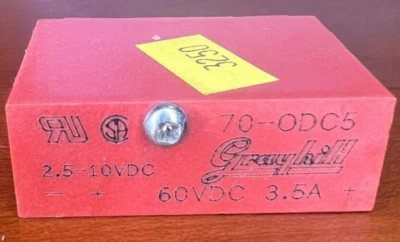 3250
70-ODC5
Grayhill
2.5-10VDC
- + 60VDC 3.5A +